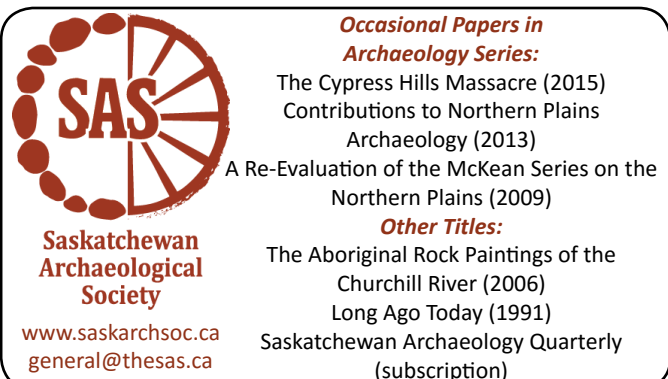 SAS
Saskatchewan
Archaeological
Society
www.saskarchsoc.ca
general@thesas.ca
Occasional Papers in
Archaeology Series:
The Cypress Hills Massacre (2015)
Contributions to Northern Plains
Archaeology (2013)
A Re-Evaluation of the McKean Series on the
Northern Plains (2009)
Other Titles:
The Aboriginal Rock Paintings of the
Churchill River (2006)
Long Ago Today (1991)
Saskatchewan Archaeology Quarterly
(subscription)